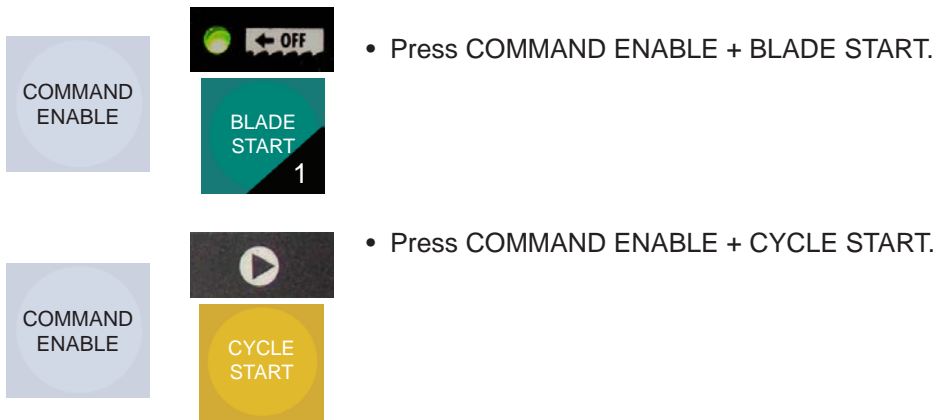 ← OFF
• Press COMMAND ENABLE + BLADE START.
COMMAND
ENABLE
BLADE
START
1
• Press COMMAND ENABLE + CYCLE START.
COMMAND
ENABLE
CYCLE
START